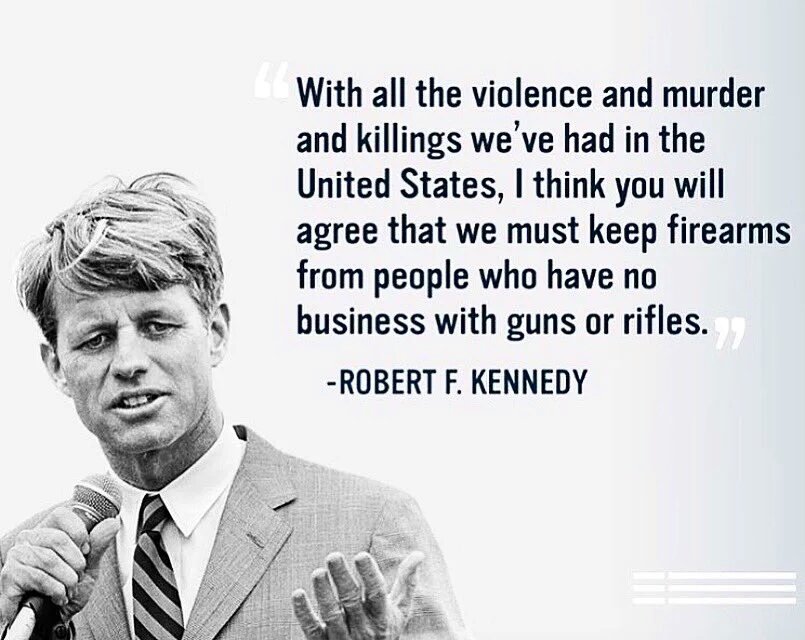 “With all the violence and murder
and killings we’ve had in the
United States, I think you will
agree that we must keep firearms
from people who have no
business with guns or rifles.”
-ROBERT F. KENNEDY